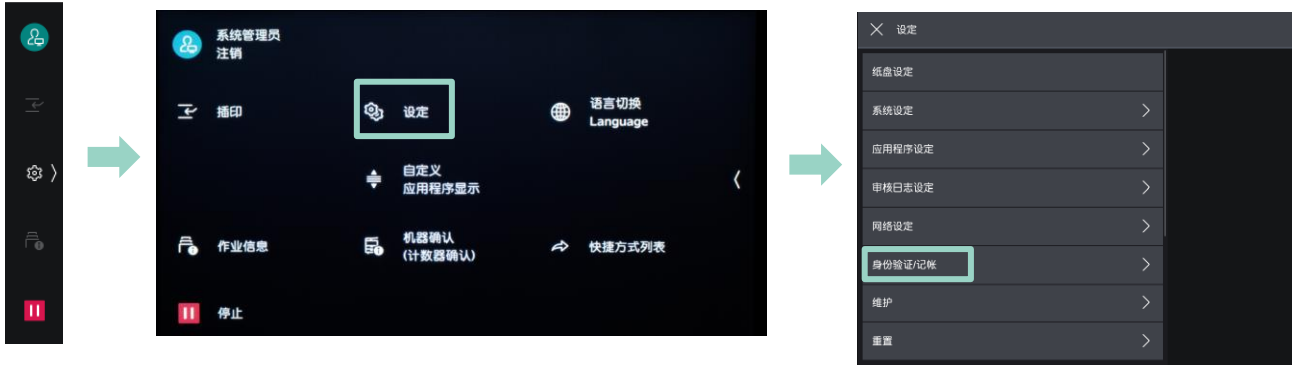 系统管理员
注销
插印
设定
语言切换
Language
自定义
应用程序显示
作业信息
机器确认
(计数器确认)
快捷方式列表
停止
设定
纸盘设定
系统设定
应用程序设定
审核日志设定
网络设定
身份验证/记帐
维护
重置